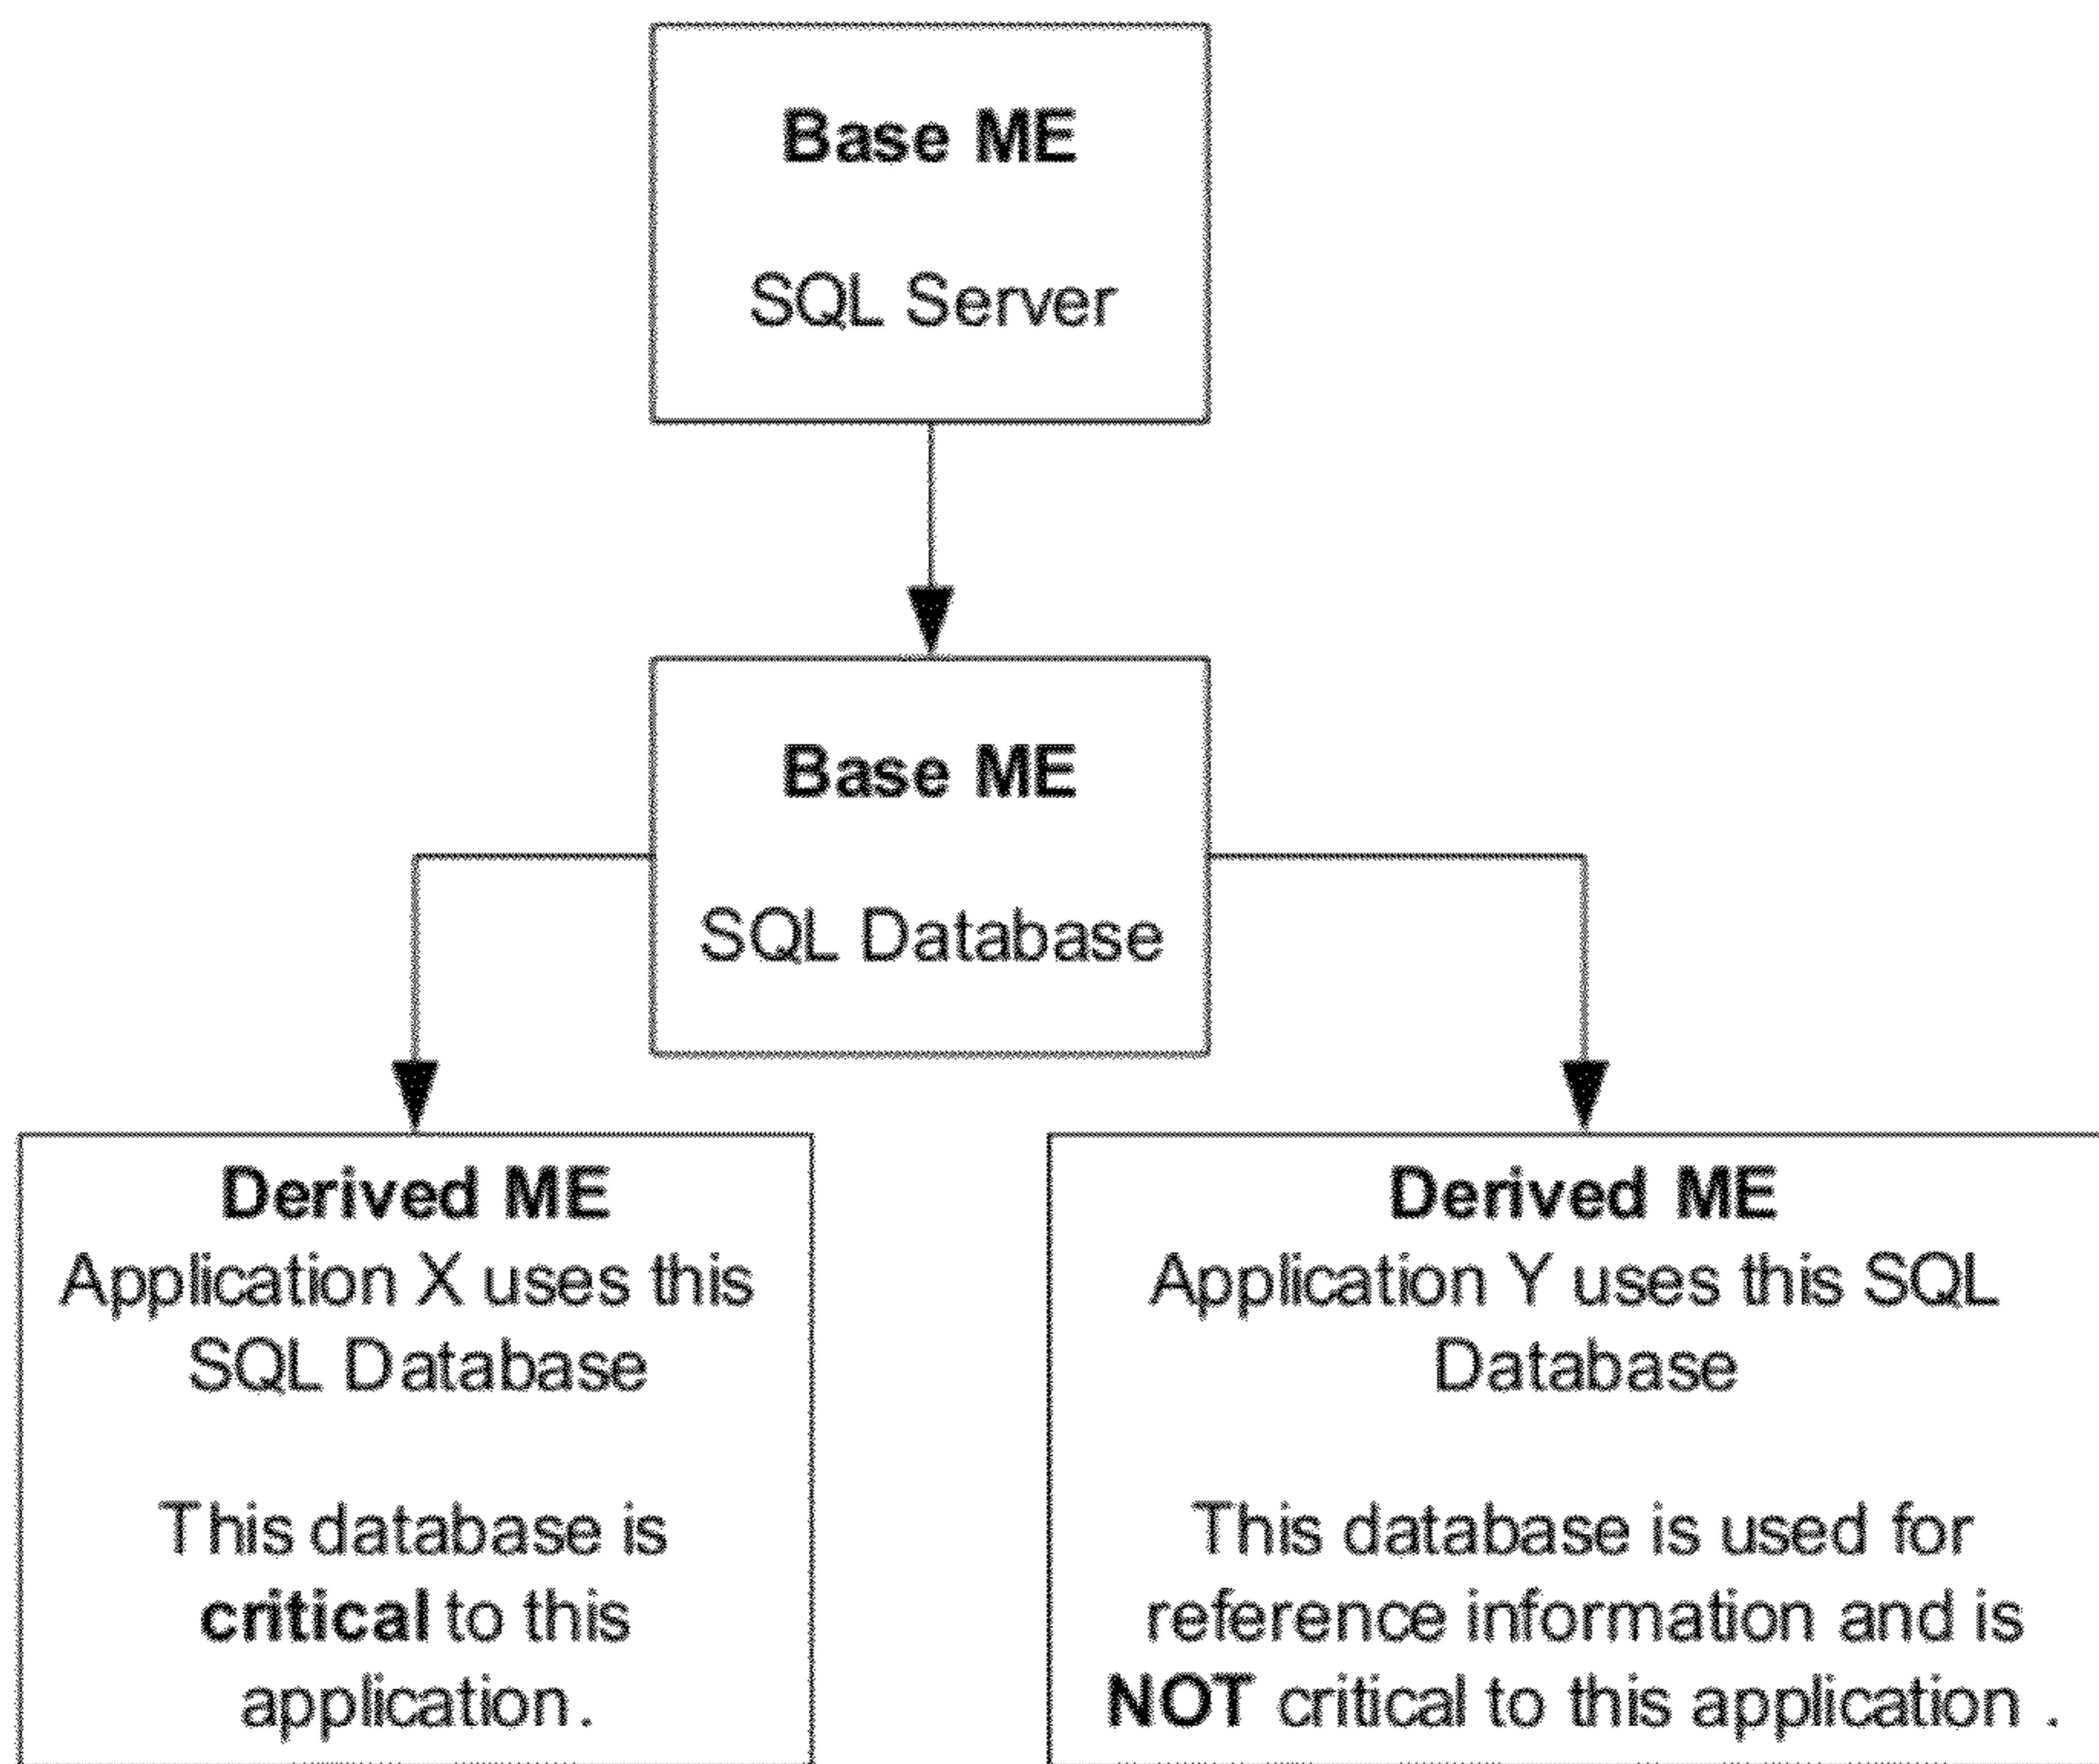 Base ME
SQL Server
Base ME
SQL Database
Derived ME
Application X uses this
SQL Database
This database is
critical to this
application.
Derived ME
Application Y uses this SQL
Database
This database is used for
reference information and is
NOT critical to this application .